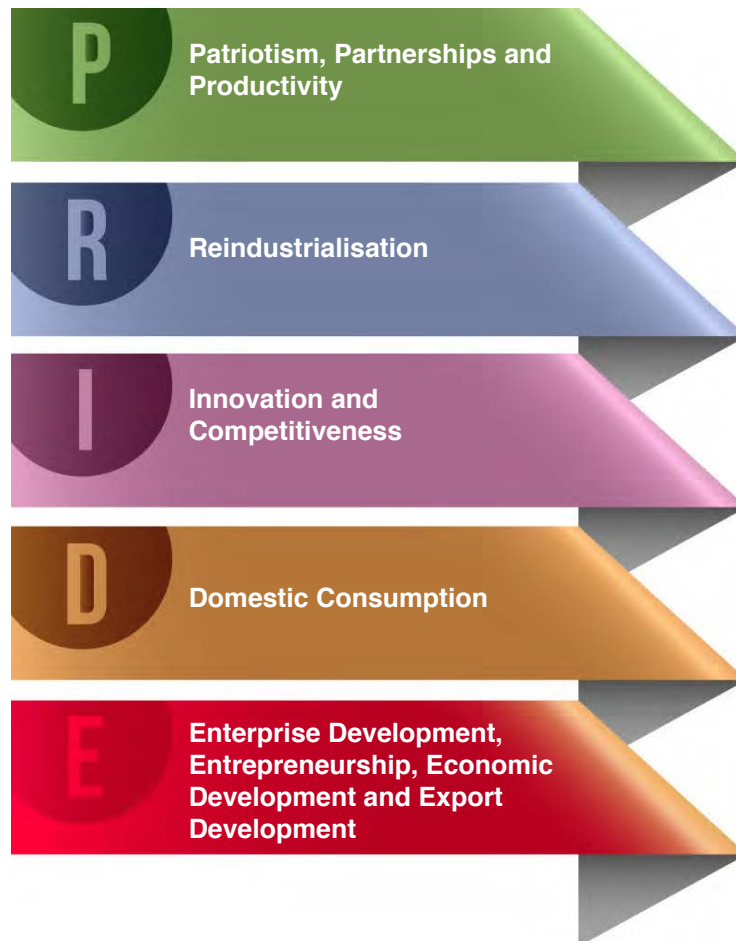 P
Patriotism, Partnerships and
Productivity
R
Reindustrialisation
I
Innovation and
Competitiveness
D
Domestic Consumption
E
Enterprise Development,
Entrepreneurship, Economic
Development and Export
Development